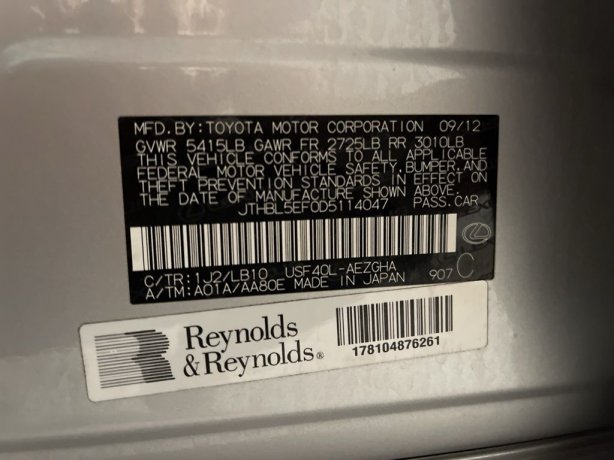 MFD.BY:TOYOTA MOTOR CORPORATION 09/12
GVWR 5415LB GAWR FR 2725LB RR 3010LB
THIS VEHICLE CONFORMS TO ALL APPLICABLE
FEDERAL MOTOR VEHICLE SAFETY,BUMPER,AND
THEFT PREVENTION STANDARDS IN EFFECT ON
THE DATE OF MANUFACTURE SHOWN ABOVE.
JTHBL5EF0D5114047 PASS.CAR
C/TR:1J2/LB10 USF40L-AEZGHA
A/TM:A01A/AA80E MADE IN JAPAN 907 C
Reynolds
&Reynolds®
178104876261